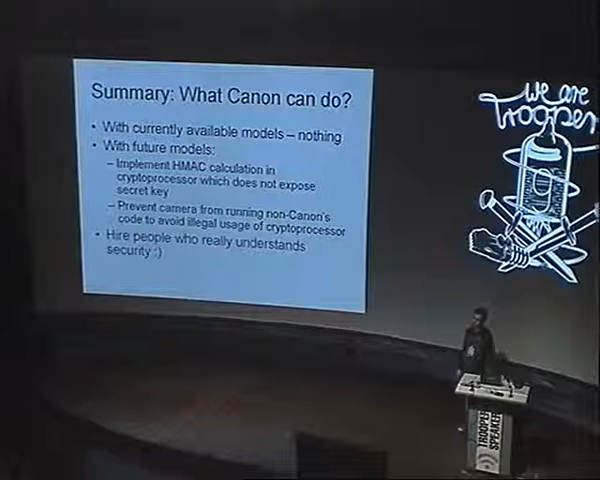 Summary: What Canon can do?
• With currently available models – nothing
• With future models:
– Implement HMAC calculation in
cryptoprocessor which does not expose
secret key
– Prevent camera from running non-Canon's
code to avoid illegal usage of cryptoprocessor
• Hire people who really understands
security :)
we are
Troopers
TROOPERS
SPEAKER